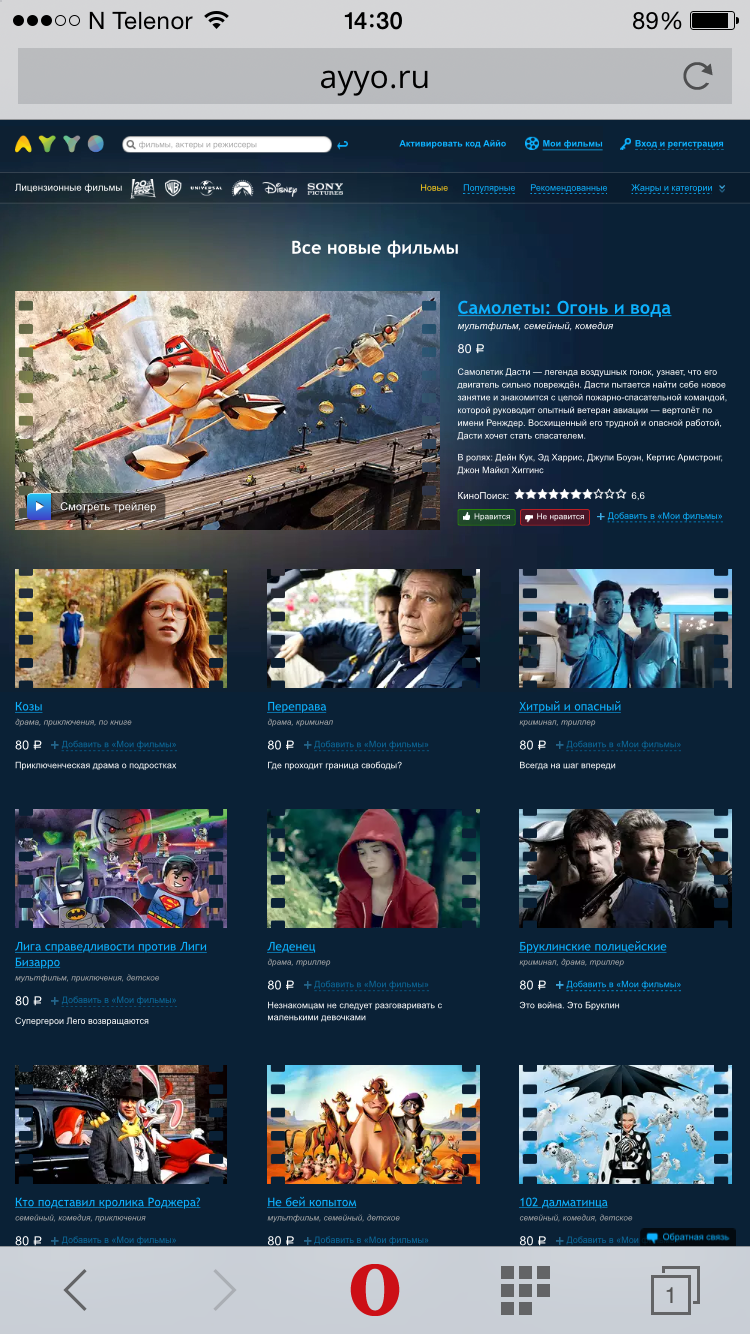 N Telenor
14:30
89%
ayyo.ru
AYYO
фильмы, актеры и режиссеры
Активировать код Аййо
Мои фильмы
Вход и регистрация
Лицензионные фильмы
20th CENTURY FOX
WB
UNIVERSAL
Paramount
Disney
SONY
PICTURES
Новые
Популярные
Рекомендованные
Жанры и категории
Все новые фильмы
Смотреть трейлер
Самолеты: Огонь и вода
мультфильм, семейный, комедия
80 ₽
Самолетик Дасти — легенда воздушных гонок, узнает, что его
двигатель сильно повреждён. Дасти пытается найти себе новое
занятие и знакомится с целой пожарно-спасательной командой,
которой руководит опытный ветеран авиации — вертолёт по
имени Ренждер. Восхищенный его трудной и опасной работой,
Дасти хочет стать спасателем.
В ролях: Дейн Кук, Эд Харрис, Джули Боуэн, Кертис Армстронг,
Джон Майкл Хиггинс
КиноПоиск: 6,6
Нравится
Не нравится
+ Добавить в «Мои фильмы»
Козы
драма, приключения, по книге
80 ₽ + Добавить в «Мои фильмы»
Приключенческая драма о подростках
Переправа
драма, криминал
80 ₽ + Добавить в «Мои фильмы»
Где проходит граница свободы?
Хитрый и опасный
криминал, триллер
80 ₽ + Добавить в «Мои фильмы»
Всегда на шаг впереди
Лига справедливости против Лиги
Бизарро
мультфильм, приключения, детское
80 ₽ + Добавить в «Мои фильмы»
Супергерои Лего возвращаются
Леденец
драма, триллер
80 ₽ + Добавить в «Мои фильмы»
Незнакомцам не следует разговаривать с
маленькими девочками
Бруклинские полицейские
криминал, драма, триллер
80 ₽ + Добавить в «Мои фильмы»
Это война. Это Бруклин
Кто подставил кролика Роджера?
семейный, комедия, приключения
80 ₽ + Добавить в «Мои фильмы»
Не бей копытом
мультфильм, семейный, детское
80 ₽ + Добавить в «Мои фильмы»
102 далматинца
семейный, комедия, детское
80 ₽ + Добавить в «Мои
Обратная связь
1